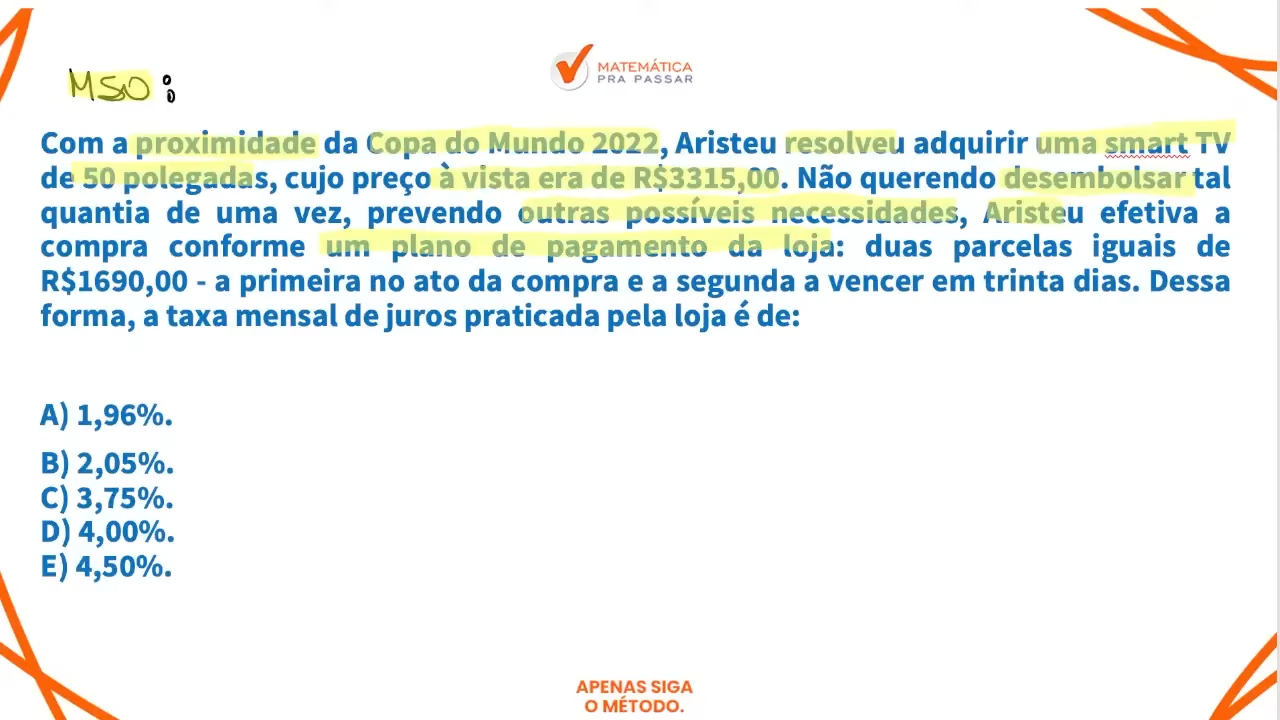 MATEMÁTICA
PRA PASSAR
MSO:
Com a proximidade da Copa do Mundo 2022, Aristeu resolveu adquirir uma smart TV
de 50 polegadas, cujo preço à vista era de R$3315,00. Não querendo desembolsar tal
quantia de uma vez, prevendo outras possíveis necessidades, Aristeu efetiva a
compra conforme um plano de pagamento da loja: duas parcelas iguais de
R$1690,00 - a primeira no ato da compra e a segunda a vencer em trinta dias. Dessa
forma, a taxa mensal de juros praticada pela loja é de:
A) 1,96%.
B) 2,05%.
C) 3,75%.
D) 4,00%.
E) 4,50%.
APENAS SIGA
O MÉTODO.